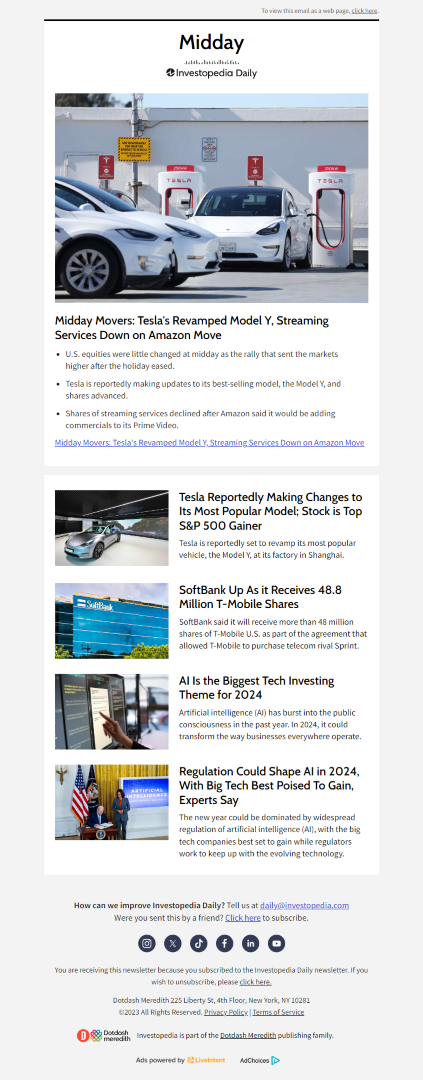 To view this email as a web page, click here.
Midday
Investopedia Daily
TESLA
TESLA
Midday Movers: Tesla's Revamped Model Y, Streaming
Services Down on Amazon Move
• U.S. equities were little changed at midday as the rally that sent the markets
higher after the holiday eased.
• Tesla is reportedly making updates to its best-selling model, the Model Y, and
shares advanced.
• Shares of streaming services declined after Amazon said it would be adding
commercials to its Prime Video.
Midday Movers: Tesla's Revamped Model Y, Streaming Services Down on Amazon Move
Tesla Reportedly Making Changes to
Its Most Popular Model; Stock is Top
S&P 500 Gainer
Tesla is reportedly set to revamp its most popular
vehicle, the Model Y, at its factory in Shanghai.
SoftBank
SoftBank Up As it Receives 48.8
Million T-Mobile Shares
SoftBank said it will receive more than 48 million
shares of T-Mobile U.S. as part of the agreement that
allowed T-Mobile to purchase telecom rival Sprint.
AI Is the Biggest Tech Investing
Theme for 2024
Artificial intelligence (AI) has burst into the public
consciousness in the past year. In 2024, it could
transform the way businesses everywhere operate.
ARTIFICIAL
INTELLIGENCE
Regulation Could Shape AI in 2024,
With Big Tech Best Poised To Gain,
Experts Say
The new year could be dominated by widespread
regulation of artificial intelligence (AI), with the big
tech companies best set to gain while regulators
work to keep up with the evolving technology.
How can we improve Investopedia Daily? Tell us at daily@investopedia.com
Were you sent this by a friend? Click here to subscribe.
You are receiving this newsletter because you subscribed to the Investopedia Daily newsletter. If you
wish to unsubscribe, please click here.
Dotdash Meredith 225 Liberty St, 4th Floor, New York, NY 10281
©2023 All Rights Reserved. Privacy Policy | Terms of Service
Dotdash
meredith
Investopedia is part of the Dotdash Meredith publishing family.
Ads powered by LiveIntent AdChoices